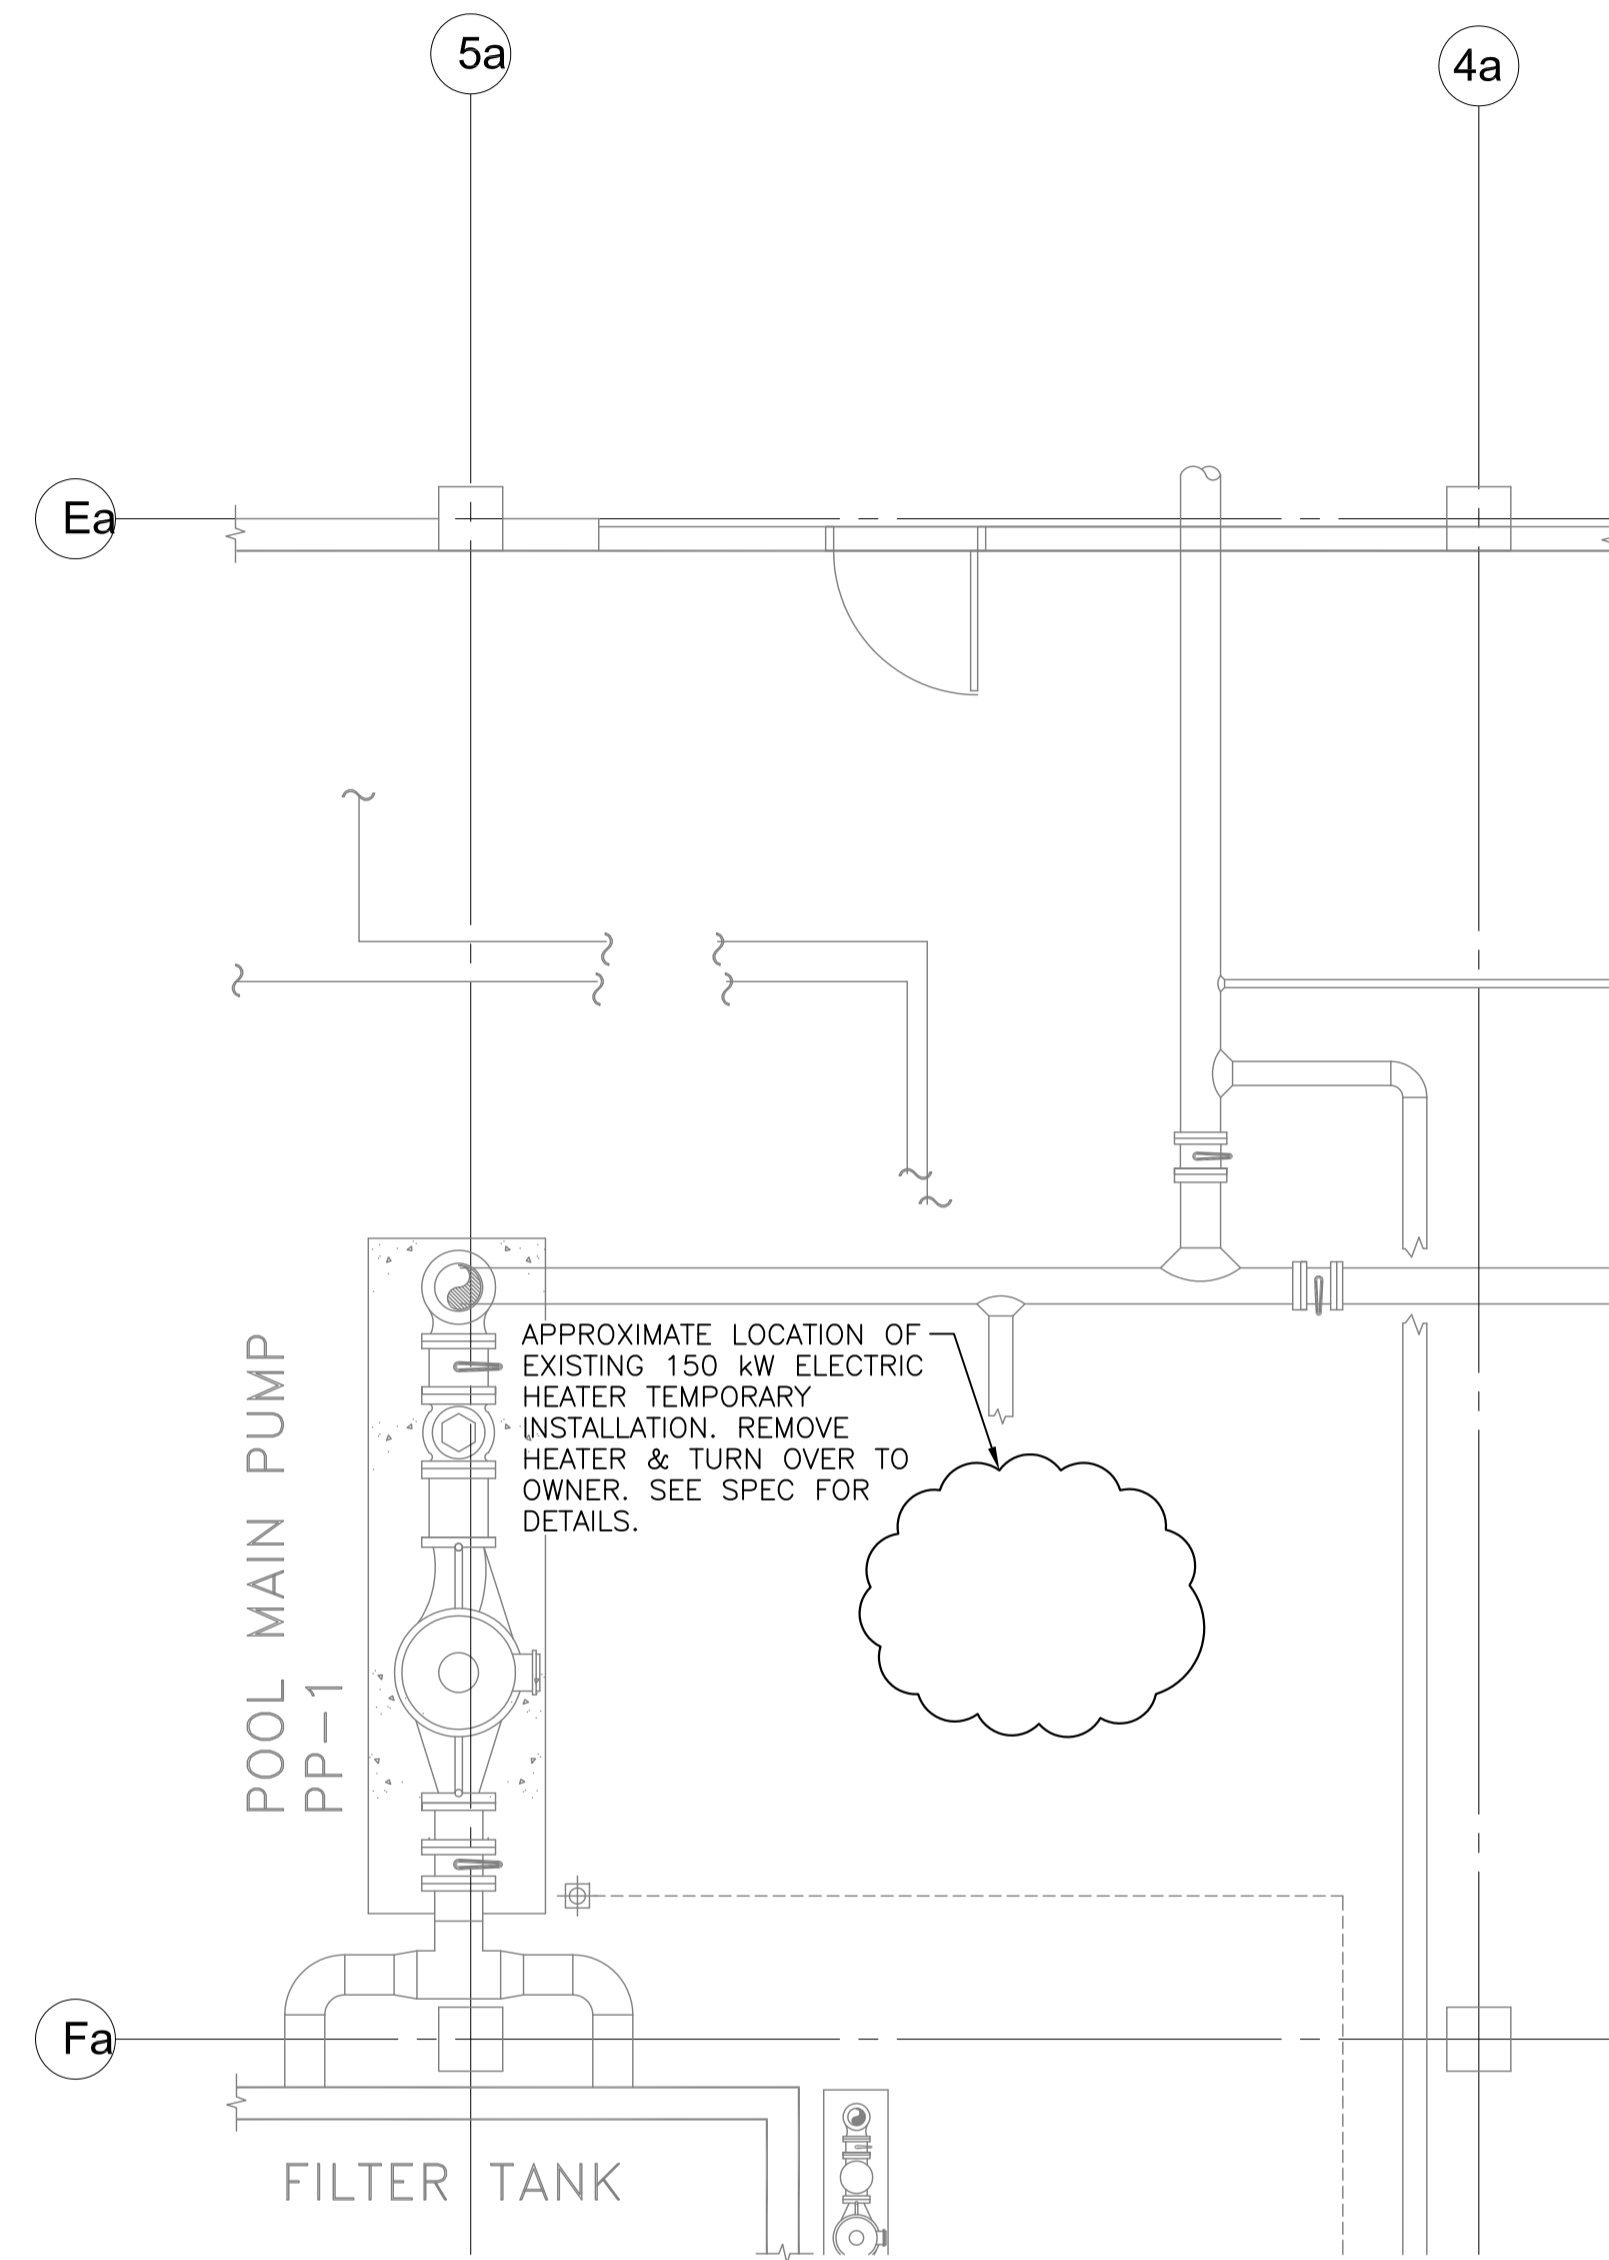 5a
4a
Ea
APPROXIMATE LOCATION OF
EXISTING 150 kW ELECTRIC
HEATER TEMPORARY
INSTALLATION. REMOVE
HEATER & TURN OVER TO
OWNER. SEE SPEC FOR
DETAILS.
POOL MAIN PUMP
PP-1
Fa
FILTER TANK